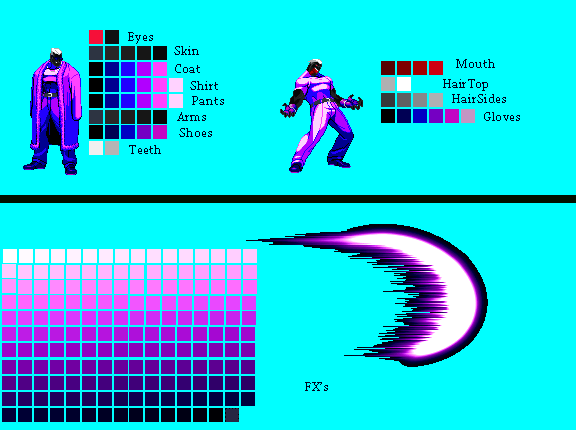 Eyes
Skin
Coat
Shirt
Pants
Arms
Shoes
Teeth
Mouth
HairTop
HairSides
Gloves
FX's